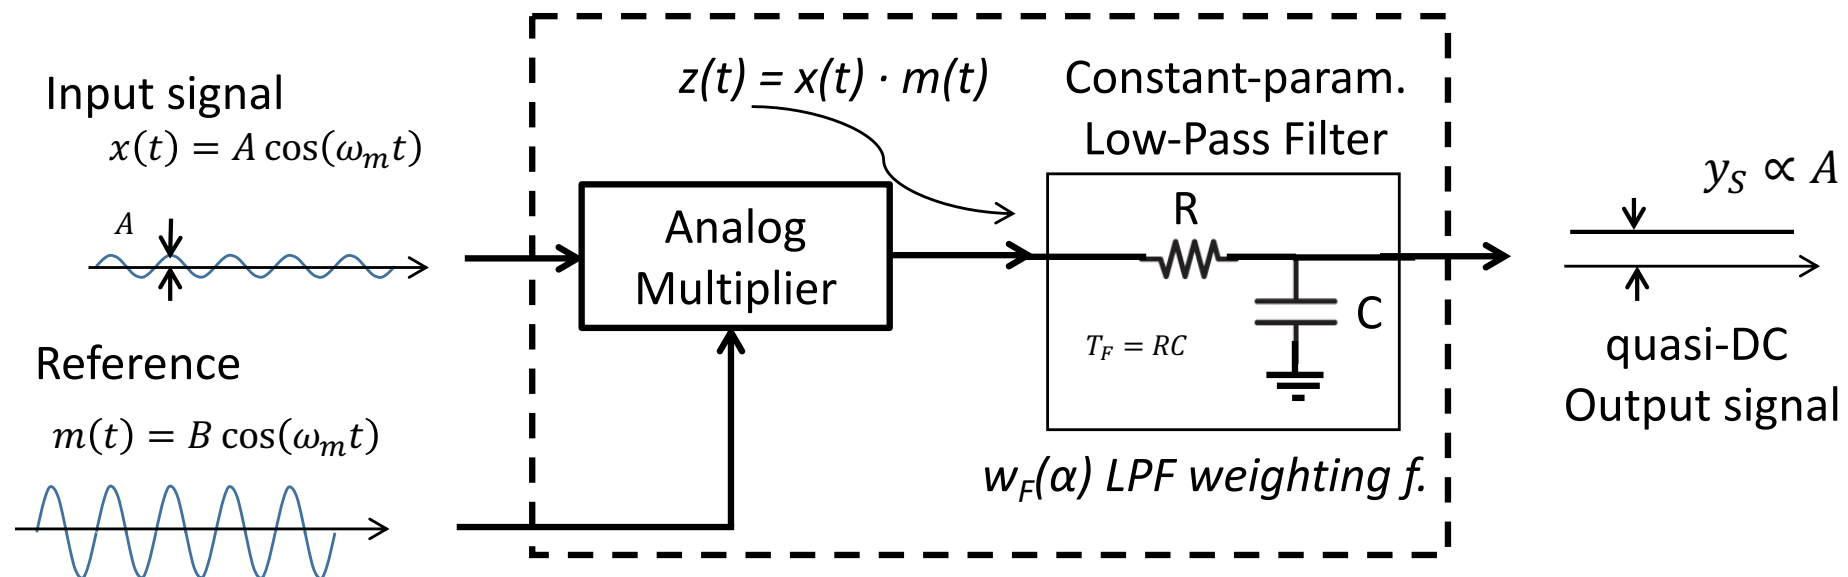 Input signal
x(t) = A cos(ω_m t)
A
Reference
m(t) = B cos(ω_m t)
z(t) = x(t) · m(t)
Analog
Multiplier
Constant-param.
Low-Pass Filter
R
C
T_F = RC
w_F(α) LPF weighting f.
y_S ∝ A
quasi-DC
Output signal